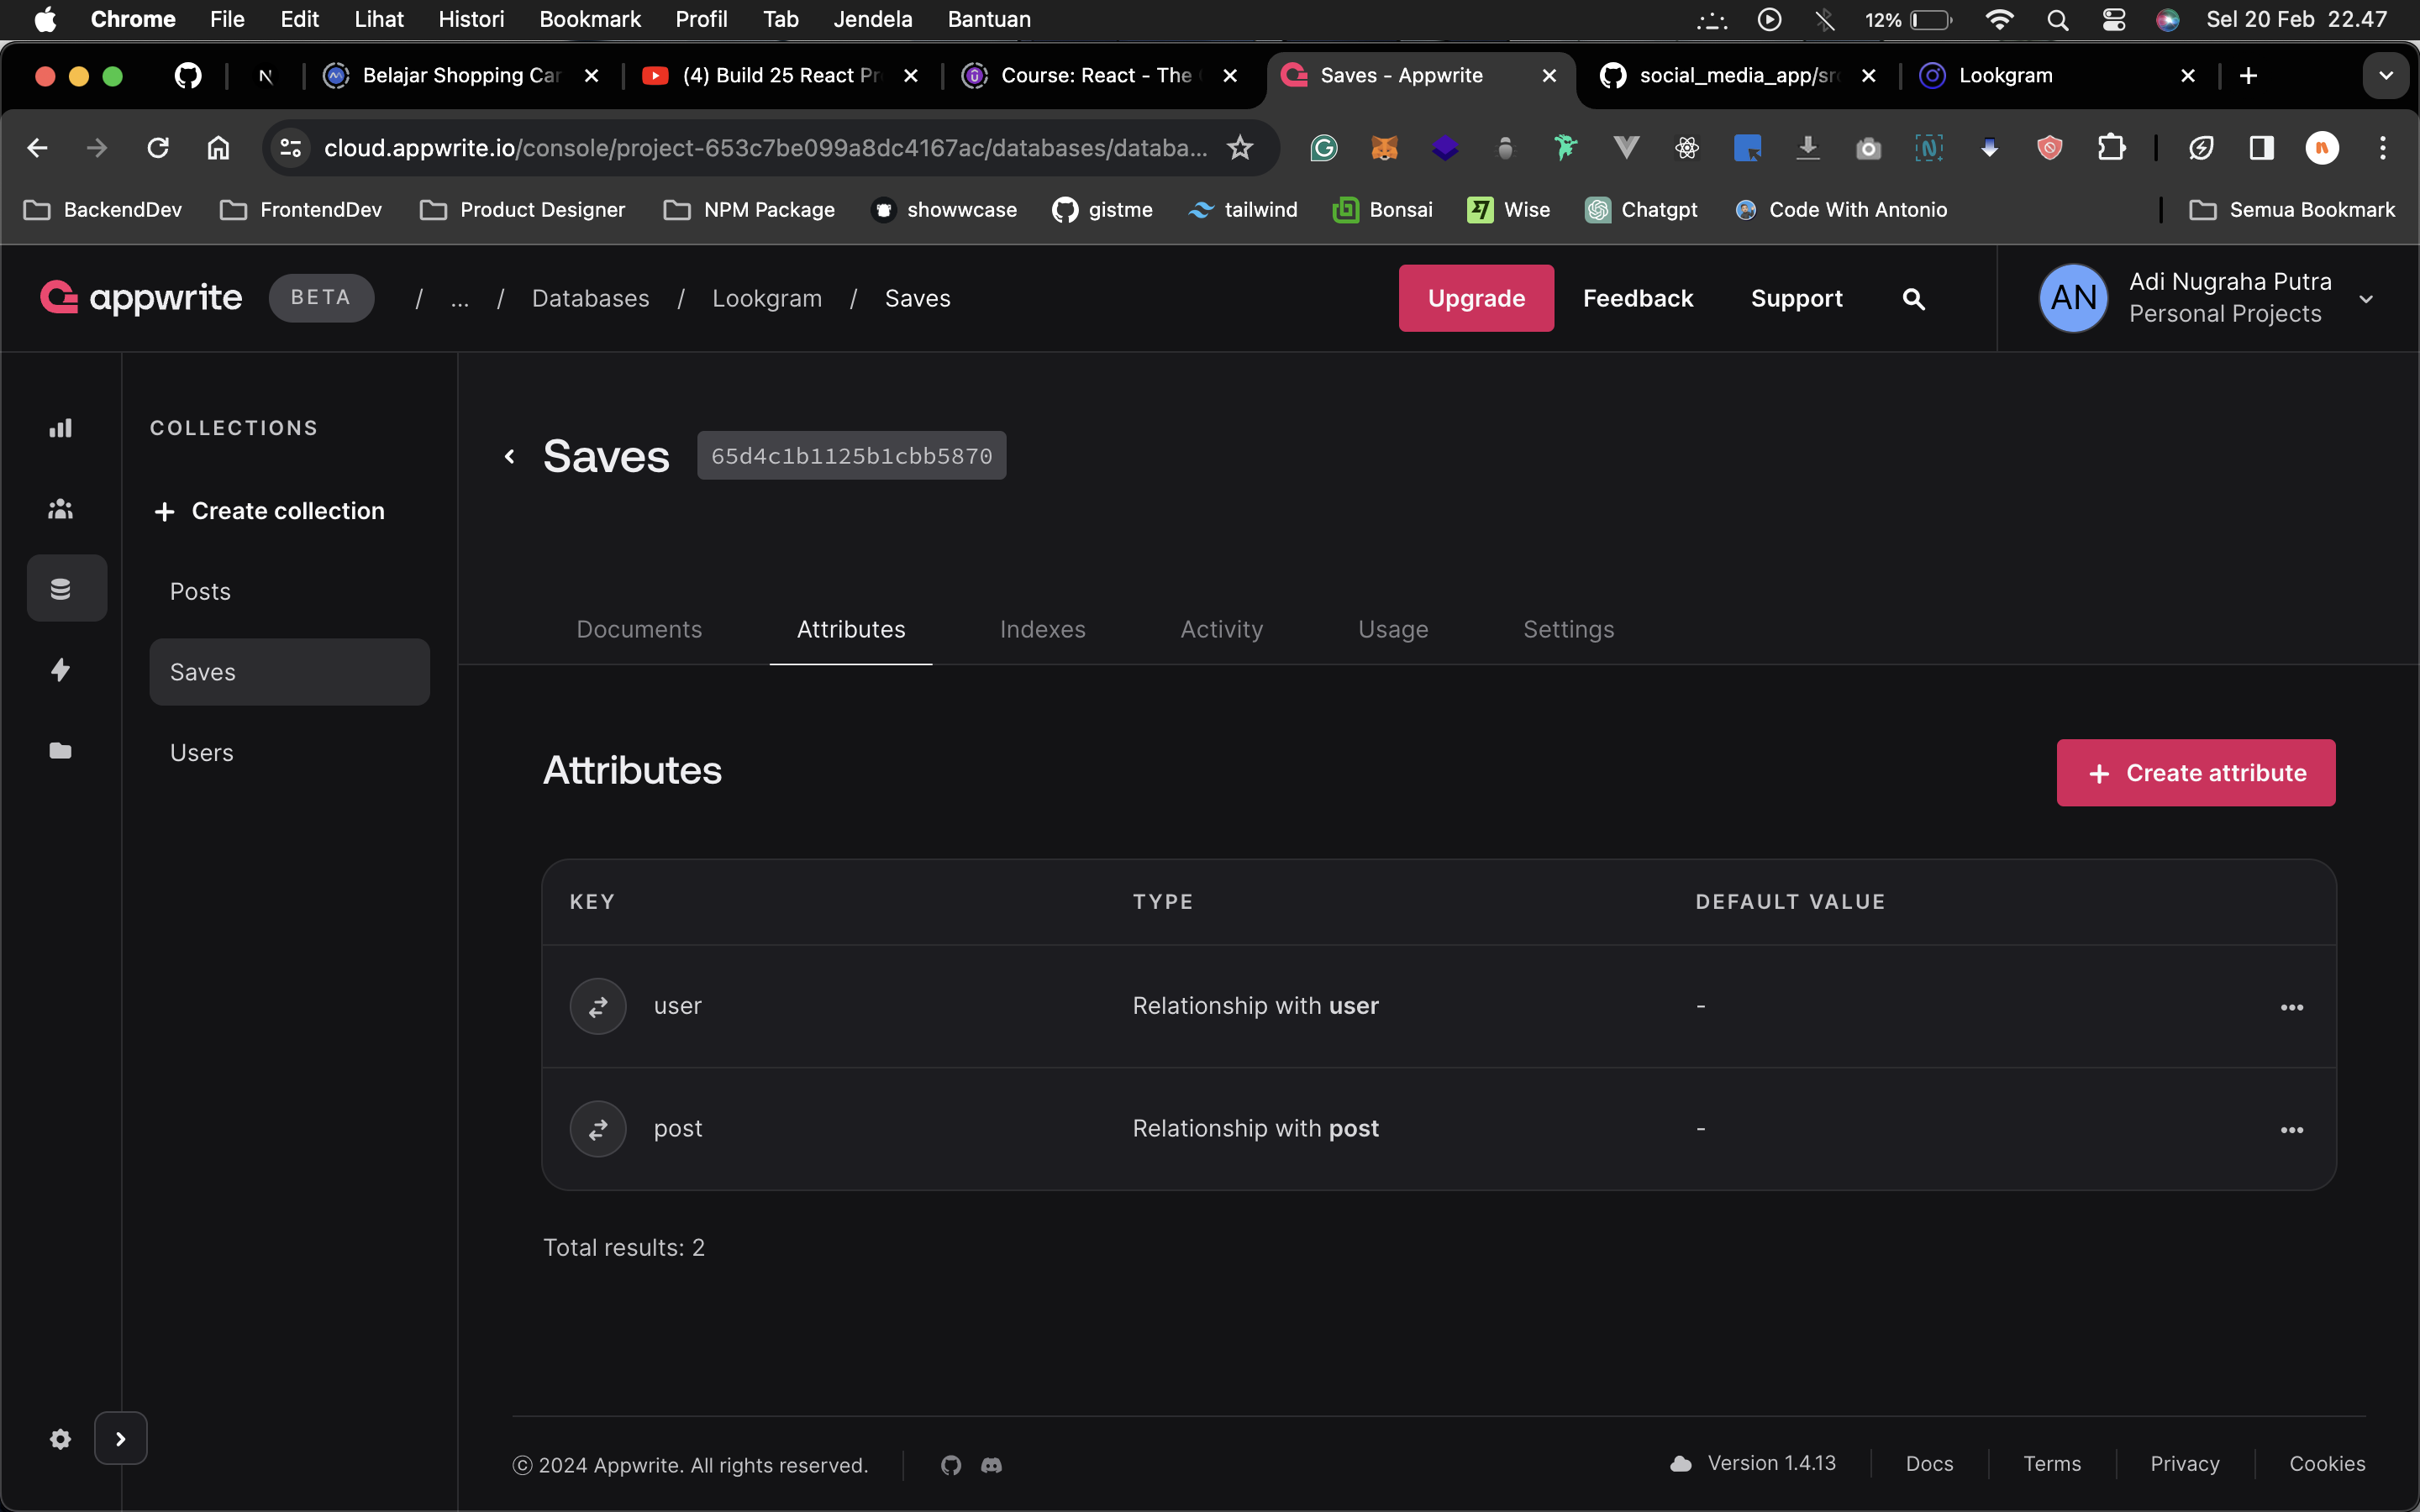 Chrome File Edit Lihat Histori Bookmark Profil Tab Jendela Bantuan 12% Sel 20 Feb 22.47
Belajar Shopping Car (4) Build 25 React Pr Course: React - The Saves - Appwrite social_media_app/src Lookgram
cloud.appwrite.io/console/project-653c7be099a8dc4167ac/databases/databa...
BackendDev FrontendDev Product Designer NPM Package showwcase gistme tailwind Bonsai Wise Chatgpt Code With Antonio Semua Bookmark
appwrite BETA / ... / Databases / Lookgram / Saves Upgrade Feedback Support AN Adi Nugraha Putra
Personal Projects
COLLECTIONS
Create collection
Posts
Saves
Users
Saves 65d4c1b1125b1cbb5870
Documents Attributes Indexes Activity Usage Settings
Attributes
+ Create attribute
KEY TYPE DEFAULT VALUE
user Relationship with user -
post Relationship with post -
Total results: 2
© 2024 Appwrite. All rights reserved. Version 1.4.13 Docs Terms Privacy Cookies